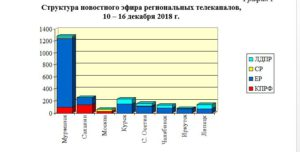 Структура новостного эфира региональных телеканалов,
10 – 16 декабря 2018 г.
1400
1200
1000
800
600
400
200
0
Мурманск
Сахалин
Москва
Курск
С. Осетия
Челябинск
Иркутск
Липецк
ЛДПР
СР
ЕР
КПРФ